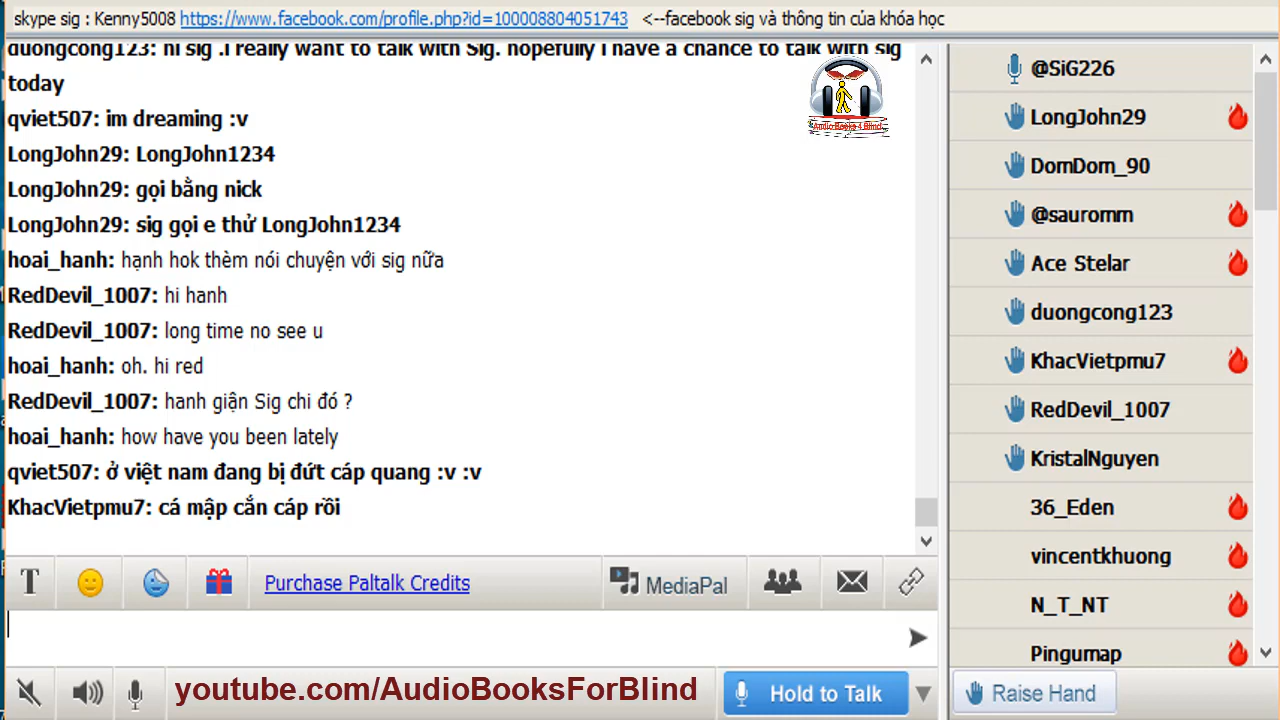 skype sig : Kenny5008 https://www.facebook.com/profile.php?id=100008804051743 <--facebook sig và thông tin của khóa học
duongcong123: hi sig .i really want to talk with Sig. hopefully i have a chance to talk with sig
today
qviet507: im dreaming :v
LongJohn29: LongJohn1234
LongJohn29: gọi bằng nick
LongJohn29: sig gọi e thử LongJohn1234
hoai_hanh: hạnh hok thèm nói chuyện với sig nữa
RedDevil_1007: hi hanh
RedDevil_1007: long time no see u
hoai_hanh: oh. hi red
RedDevil_1007: hanh giận Sig chi đó ?
hoai_hanh: how have you been lately
qviet507: ở việt nam đang bị đứt cáp quang :v :v
KhacVietpmu7: cá mập cắn cáp rồi
AudioBooks4Blind
@SiG226
LongJohn29
DomDom_90
@sauromm
Ace Stelar
duongcong123
KhacVietpmu7
RedDevil_1007
KristalNguyen
36_Eden
vincentkhuong
N_T_NT
Pingumap
T
Purchase Paltalk Credits
MediaPal
youtube.com/AudioBooksForBlind
Hold to Talk
Raise Hand